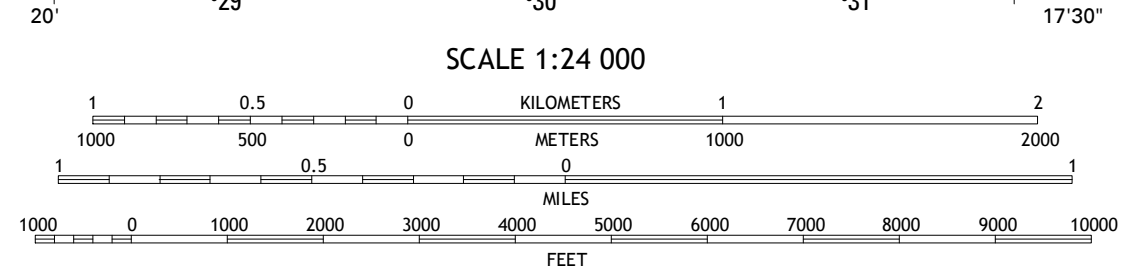 20' 29 30 31 17'30"
SCALE 1:24 000
1 0.5 0 KILOMETERS 1 2
1000 500 0 METERS 1000 2000
1 0.5 0 1
MILES
1000 0 1000 2000 3000 4000 5000 6000 7000 8000 9000 10000
FEET